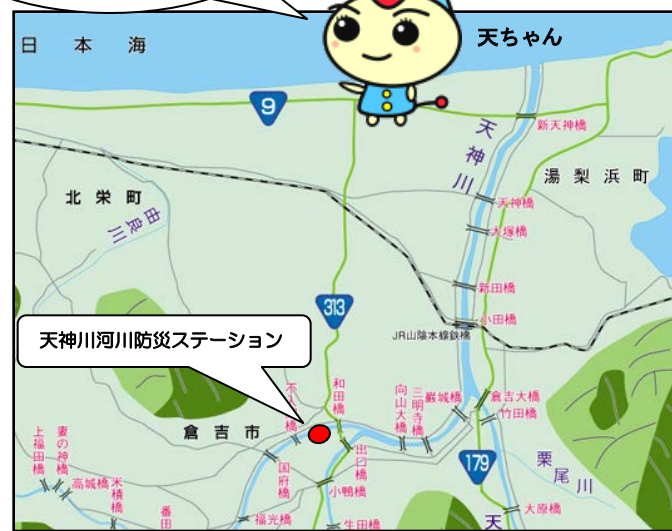 天ちゃん
日本海
9
新天神橋
天神川
湯梨浜町
北栄町
由良川
天神橋
大塚橋
新田橋
小田橋
JR山陰本線鉄橋
313
天神川河川防災ステーション
和田橋
向山大橋
三明寺橋
巌城橋
倉吉大橋
竹田橋
倉吉市
上福田橋
妻の神橋
高城橋
米積橋
番田
国府橋
出口橋
小鴨橋
福光橋
生田橋
179
栗尾川
大原橋
天